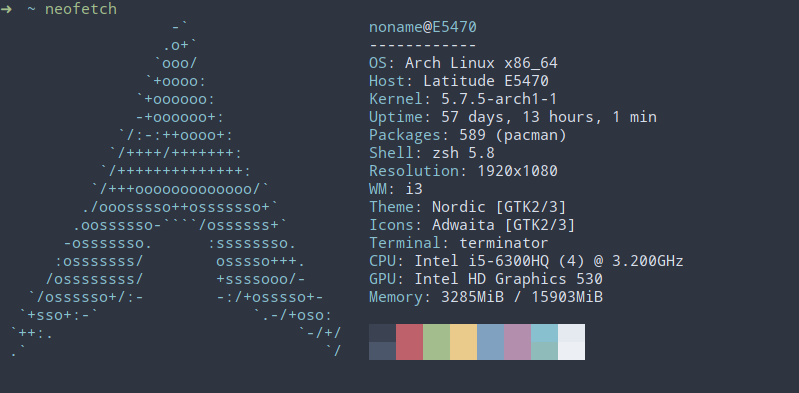 ➜  ~ neofetch
                   -`                    noname@E5470
                  .o+`                   ------------
                 `ooo/                   OS: Arch Linux x86_64
                `+oooo:                  Host: Latitude E5470
               `+oooooo:                 Kernel: 5.7.5-arch1-1
               -+oooooo+:                Uptime: 57 days, 13 hours, 1 min
             `/:-:++oooo+:               Packages: 589 (pacman)
            `/++++/+++++++:              Shell: zsh 5.8
           `/++++++++++++++:             Resolution: 1920x1080
          `/+++ooooooooooooo/`           WM: i3
         ./ooosssso++osssssso+`          Theme: Nordic [GTK2/3]
        .oossssso-````/ossssss+`         Icons: Adwaita [GTK2/3]
       -osssssso.      :ssssssso.        Terminal: terminator
      :osssssss/        osssso+++.       CPU: Intel i5-6300HQ (4) @ 3.200GHz
     /ossssssss/        +ssssooo/-       GPU: Intel HD Graphics 530
   `/ossssso+/:-        -:/+osssso+-     Memory: 3285MiB / 15903MiB
  `+sso+:-`                 `.-/+oso:
 `++:.                           `-/+/
 .`                                 `/